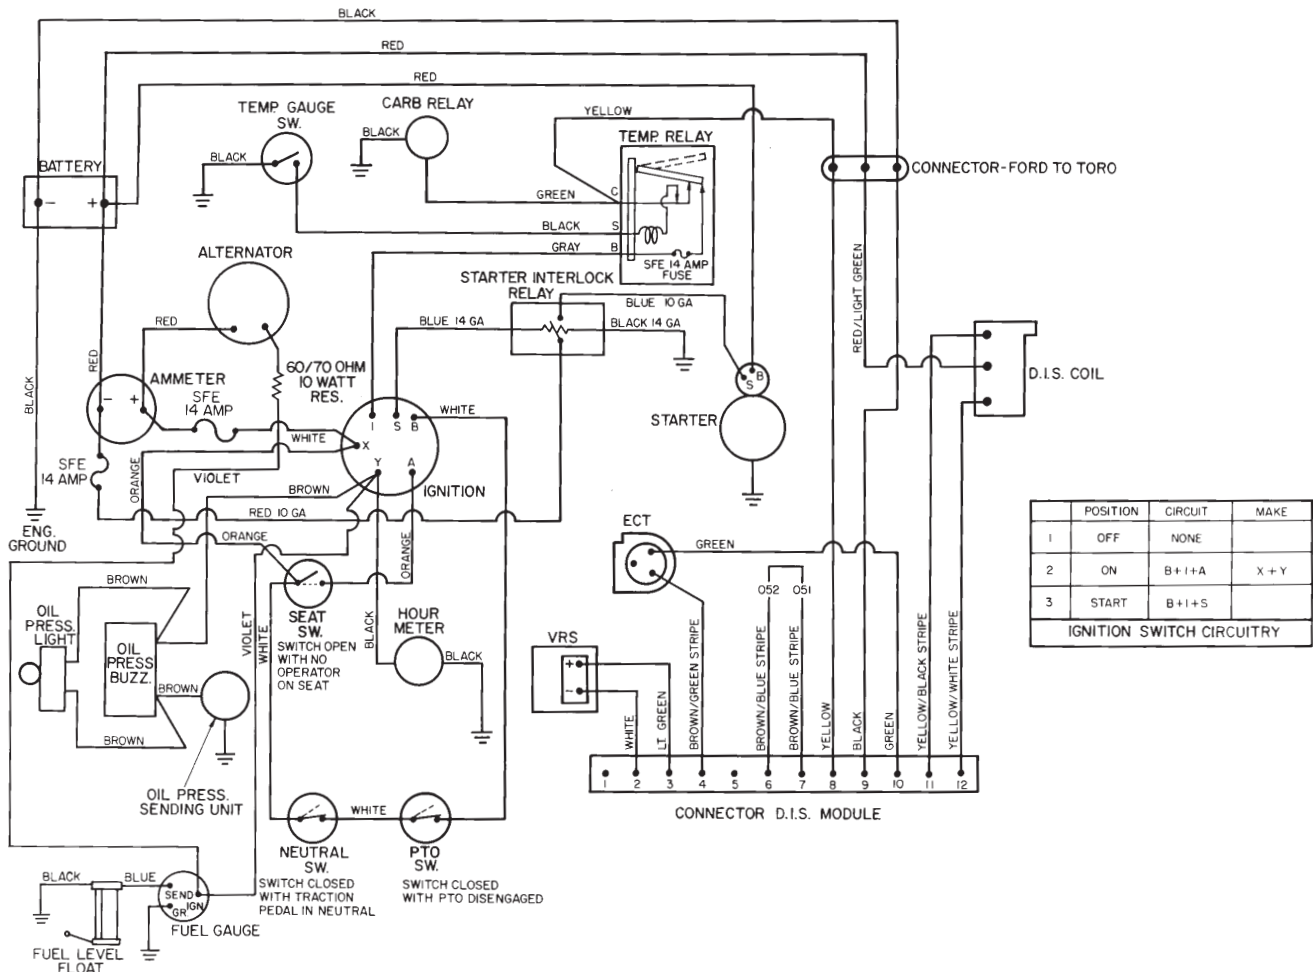 BLACK
RED
RED
TEMP. GAUGE
SW.
CARB RELAY
YELLOW
BLACK
TEMP. RELAY
BLACK
BATTERY
CONNECTOR-FORD TO TORO
- +
GREEN
C
BLACK
S
GRAY
B
SFE 14 AMP
FUSE
ALTERNATOR
STARTER INTERLOCK
RELAY
BLUE 10 GA
RED
BLUE 14 GA
BLACK 14 GA
RED/LIGHT GREEN
RED
BLACK
60/70 OHM
10 WATT
RES.
AMMETER
- +
SFE
14 AMP
D.I.S. COIL
S B
STARTER
WHITE
I S B
WHITE
X
Y A
IGNITION
SFE
14 AMP
ORANGE
VIOLET
BROWN
RED 10 GA
ENG.
GROUND
ORANGE
ORANGE
ECT
GREEN
POSITION CIRCUIT MAKE
1 OFF NONE
2 ON B+I+A X+Y
3 START B+I+S
IGNITION SWITCH CIRCUITRY
BROWN
OIL
PRESS.
LIGHT
OIL
PRESS
BUZZ.
BROWN
BROWN
VIOLET
WHITE
SEAT
SW.
SWITCH OPEN
WITH NO
OPERATOR
ON SEAT
BLACK
HOUR
METER
BLACK
VRS
+
-
052 051
WHITE
LT. GREEN
BROWN/GREEN STRIPE
BROWN/BLUE STRIPE
BROWN/BLUE STRIPE
YELLOW
BLACK
GREEN
YELLOW/BLACK STRIPE
YELLOW/WHITE STRIPE
1 2 3 4 5 6 7 8 9 10 11 12
CONNECTOR D.I.S. MODULE
OIL PRESS.
SENDING UNIT
WHITE
NEUTRAL
SW.
SWITCH CLOSED
WITH TRACTION
PEDAL IN NEUTRAL
PTO
SW.
SWITCH CLOSED
WITH PTO DISENGAGED
BLACK
BLUE
SEND
IGN
GR
FUEL GAUGE
FUEL LEVEL
FLOAT